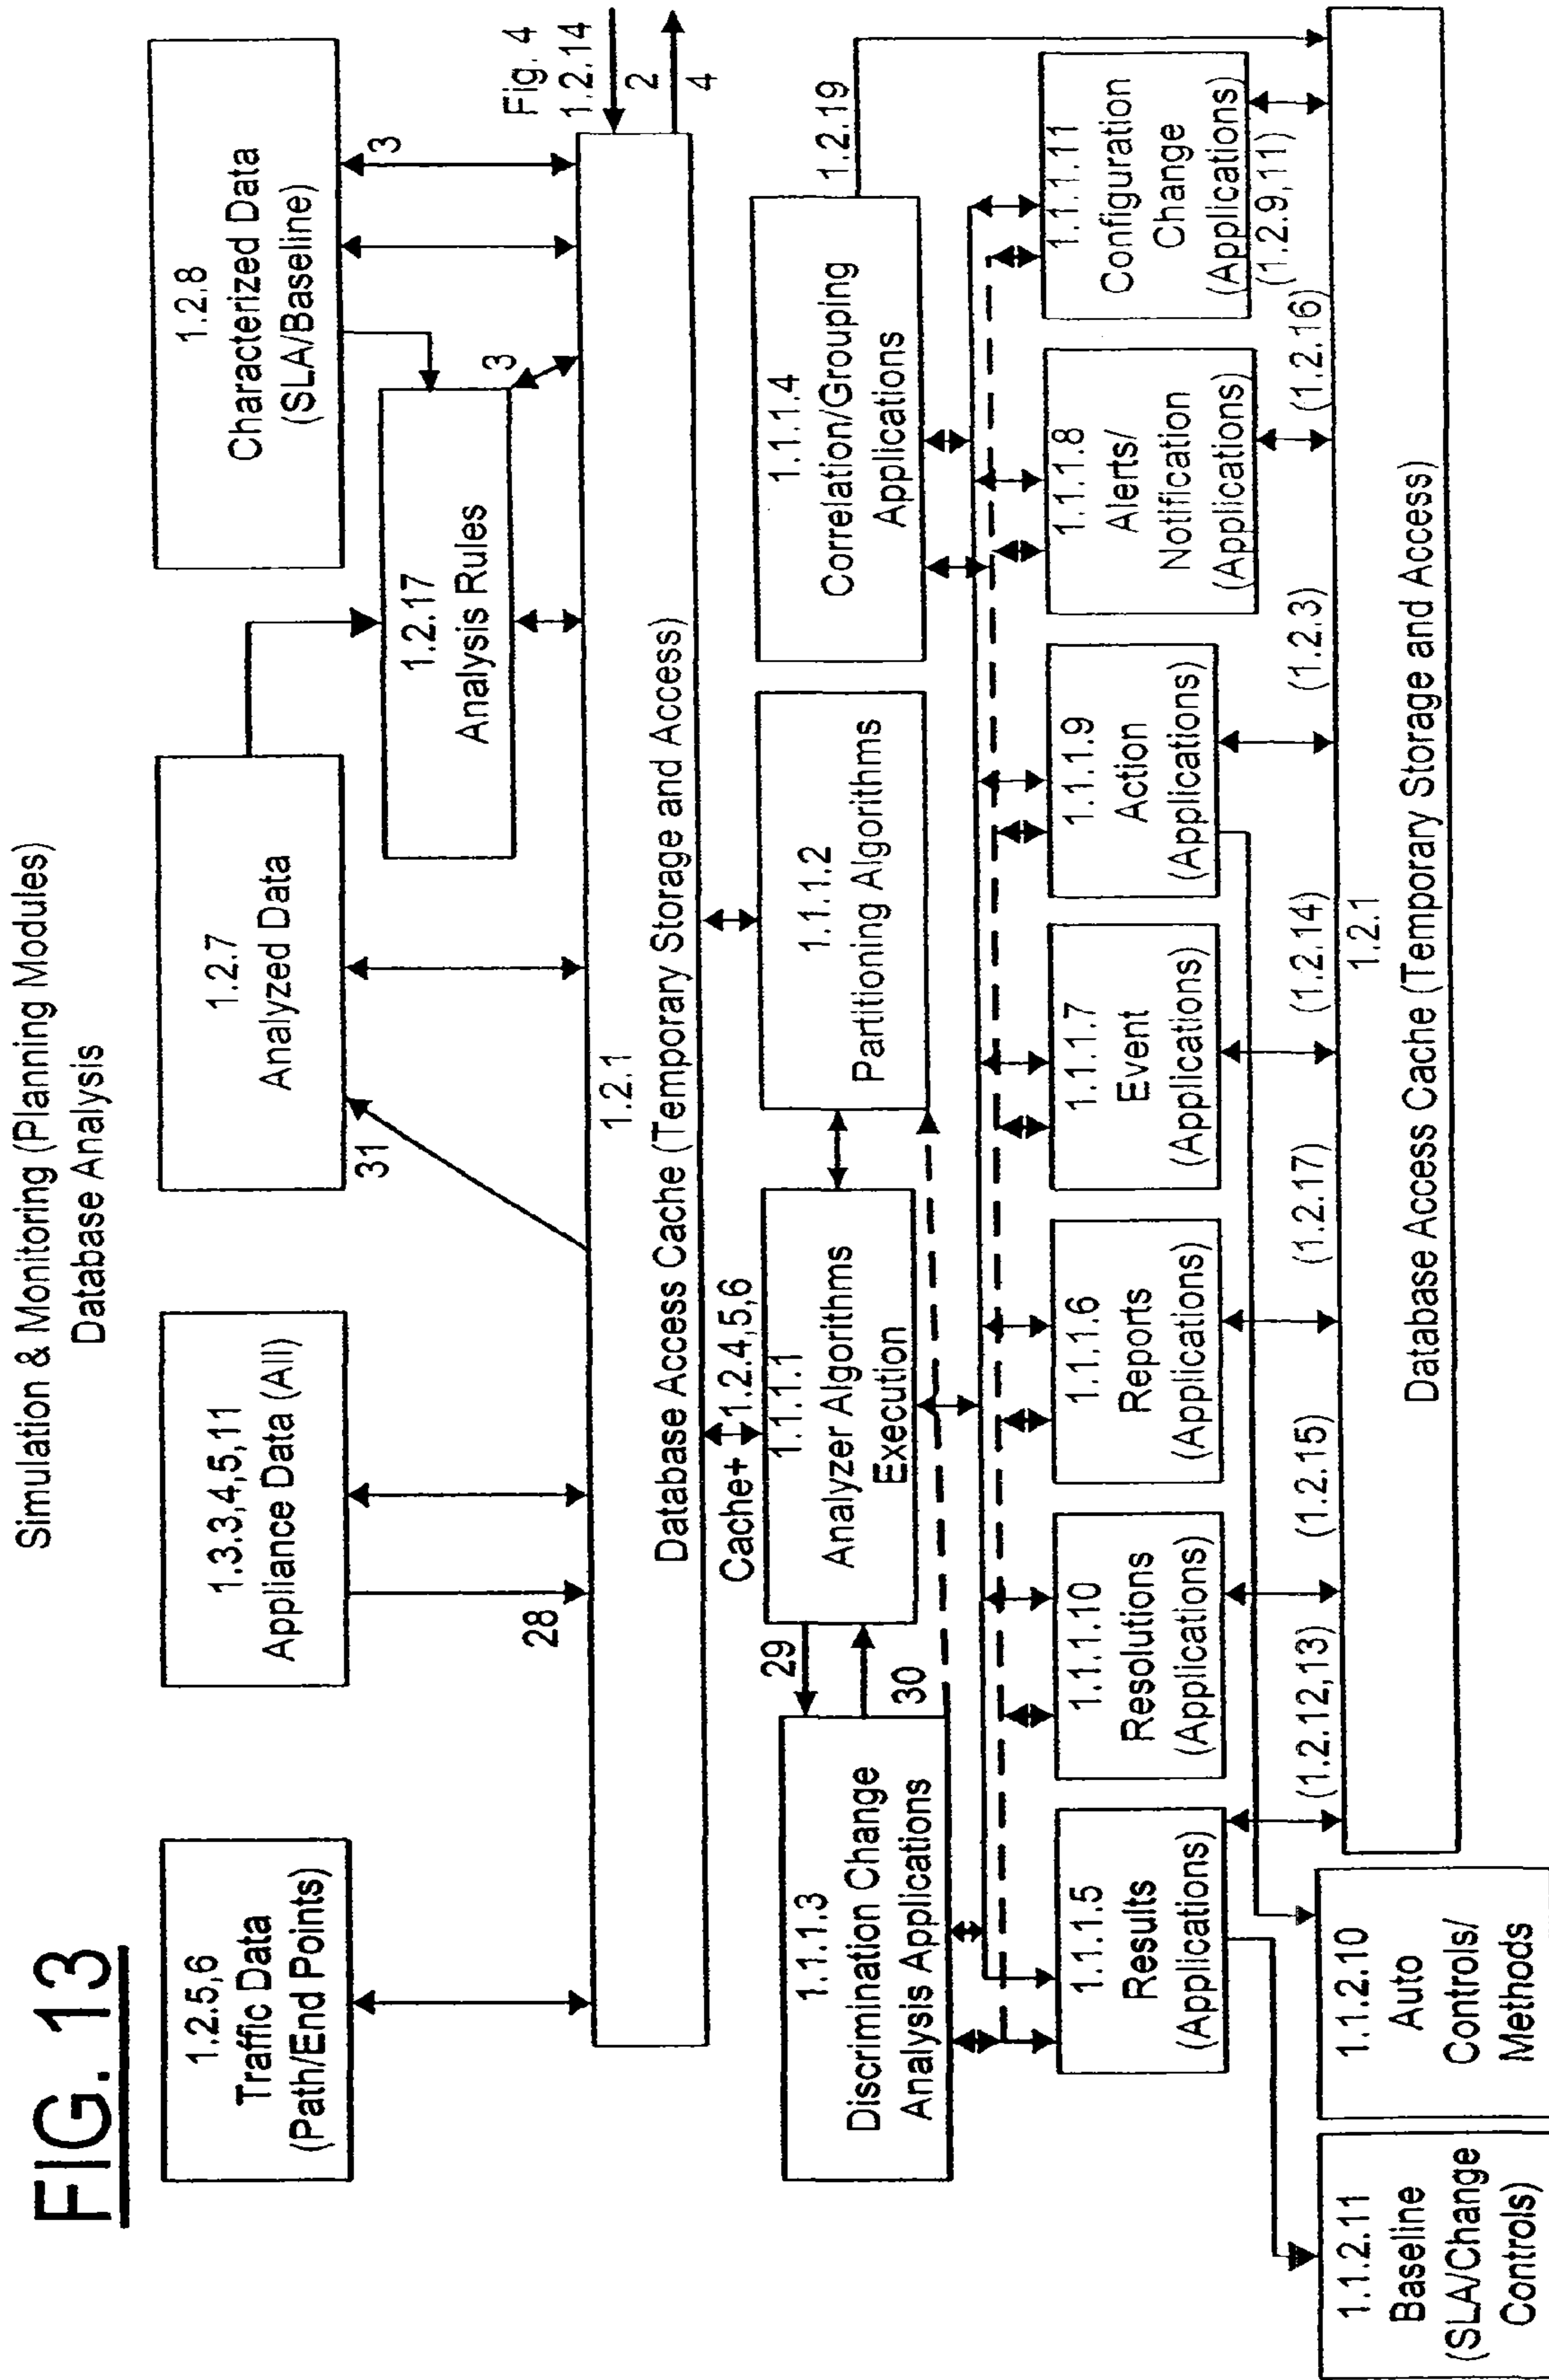 FIG. 13
Simulation & Monitoring (Planning Modules)
Database Analysis
1.2.5,6
Traffic Data
(Path/End Points)
1.3.3,4,5,11
Appliance Data (All)
1.2.7
Analyzed Data
1.2.8
Characterized Data
(SLA/Baseline)
1.2.17
Analysis Rules
28
31
3
3
Fig. 4
1.2.14
2
4
1.2.1
Database Access Cache (Temporary Storage and Access)
Cache+ 1.2.4,5,6
1.1.1.3
Discrimination Change
Analysis Applications
29
30
1.1.1.1
Analyzer Algorithms
Execution
1.1.1.2
Partitioning Algorithms
1.1.1.4
Correlation/Grouping
Applications
1.2.19
1.1.1.5
Results
(Applications)
1.1.1.10
Resolutions
(Applications)
1.1.1.6
Reports
(Applications)
1.1.1.7
Event
(Applications)
1.1.1.9
Action
(Applications)
1.1.1.8
Alerts/
Notification
(Applications)
1.1.1.11
Configuration
Change
(Applications)
(1.2.9,11)
(1.2.12,13)
(1.2.15)
(1.2.17)
(1.2.14)
(1.2.3)
(1.2.16)
1.2.1
Database Access Cache (Temporary Storage and Access)
1.1.2.11
Baseline
(SLA/Change
Controls)
1.1.2.10
Auto
Controls/
Methods